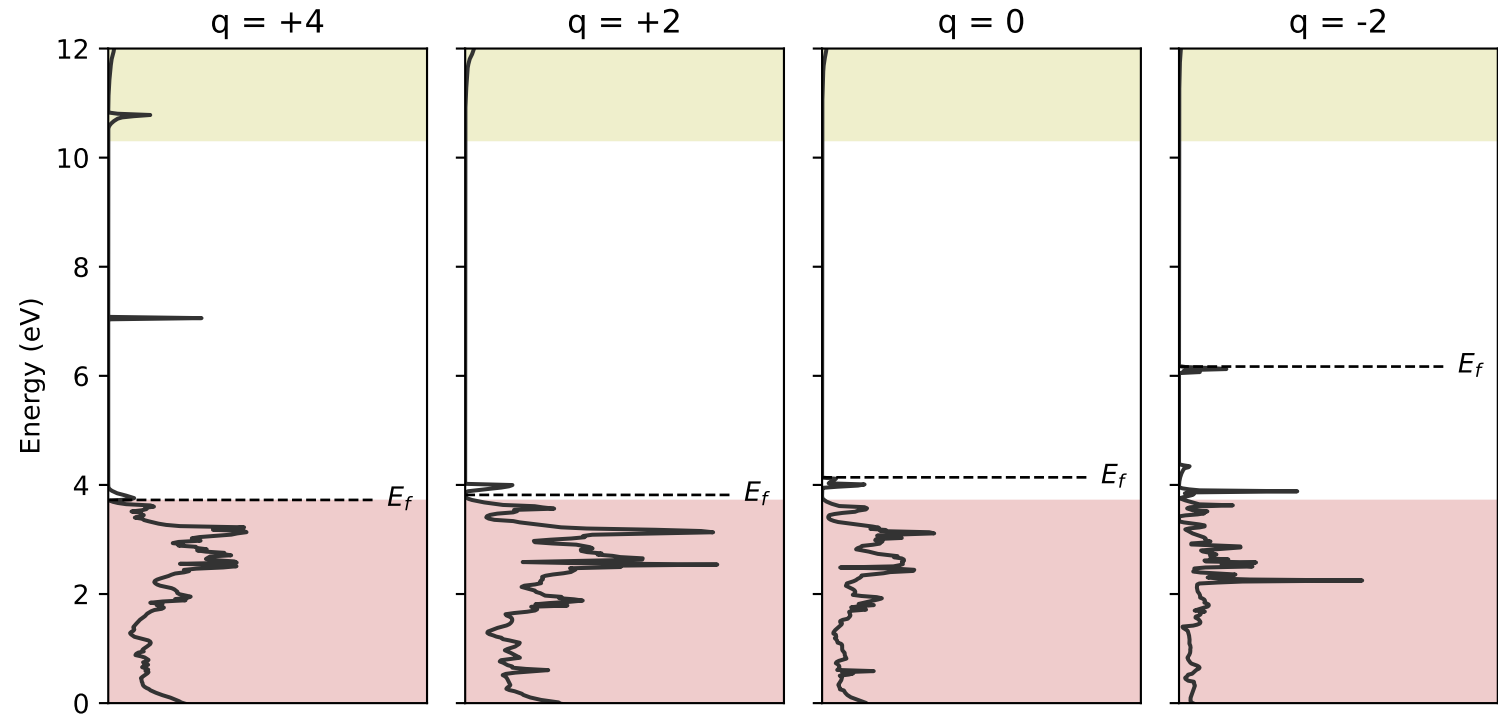 q = +4
q = +2
q = 0
q = -2
12
10
8
6
4
2
0
Energy (eV)
E_f
E_f
E_f
E_f